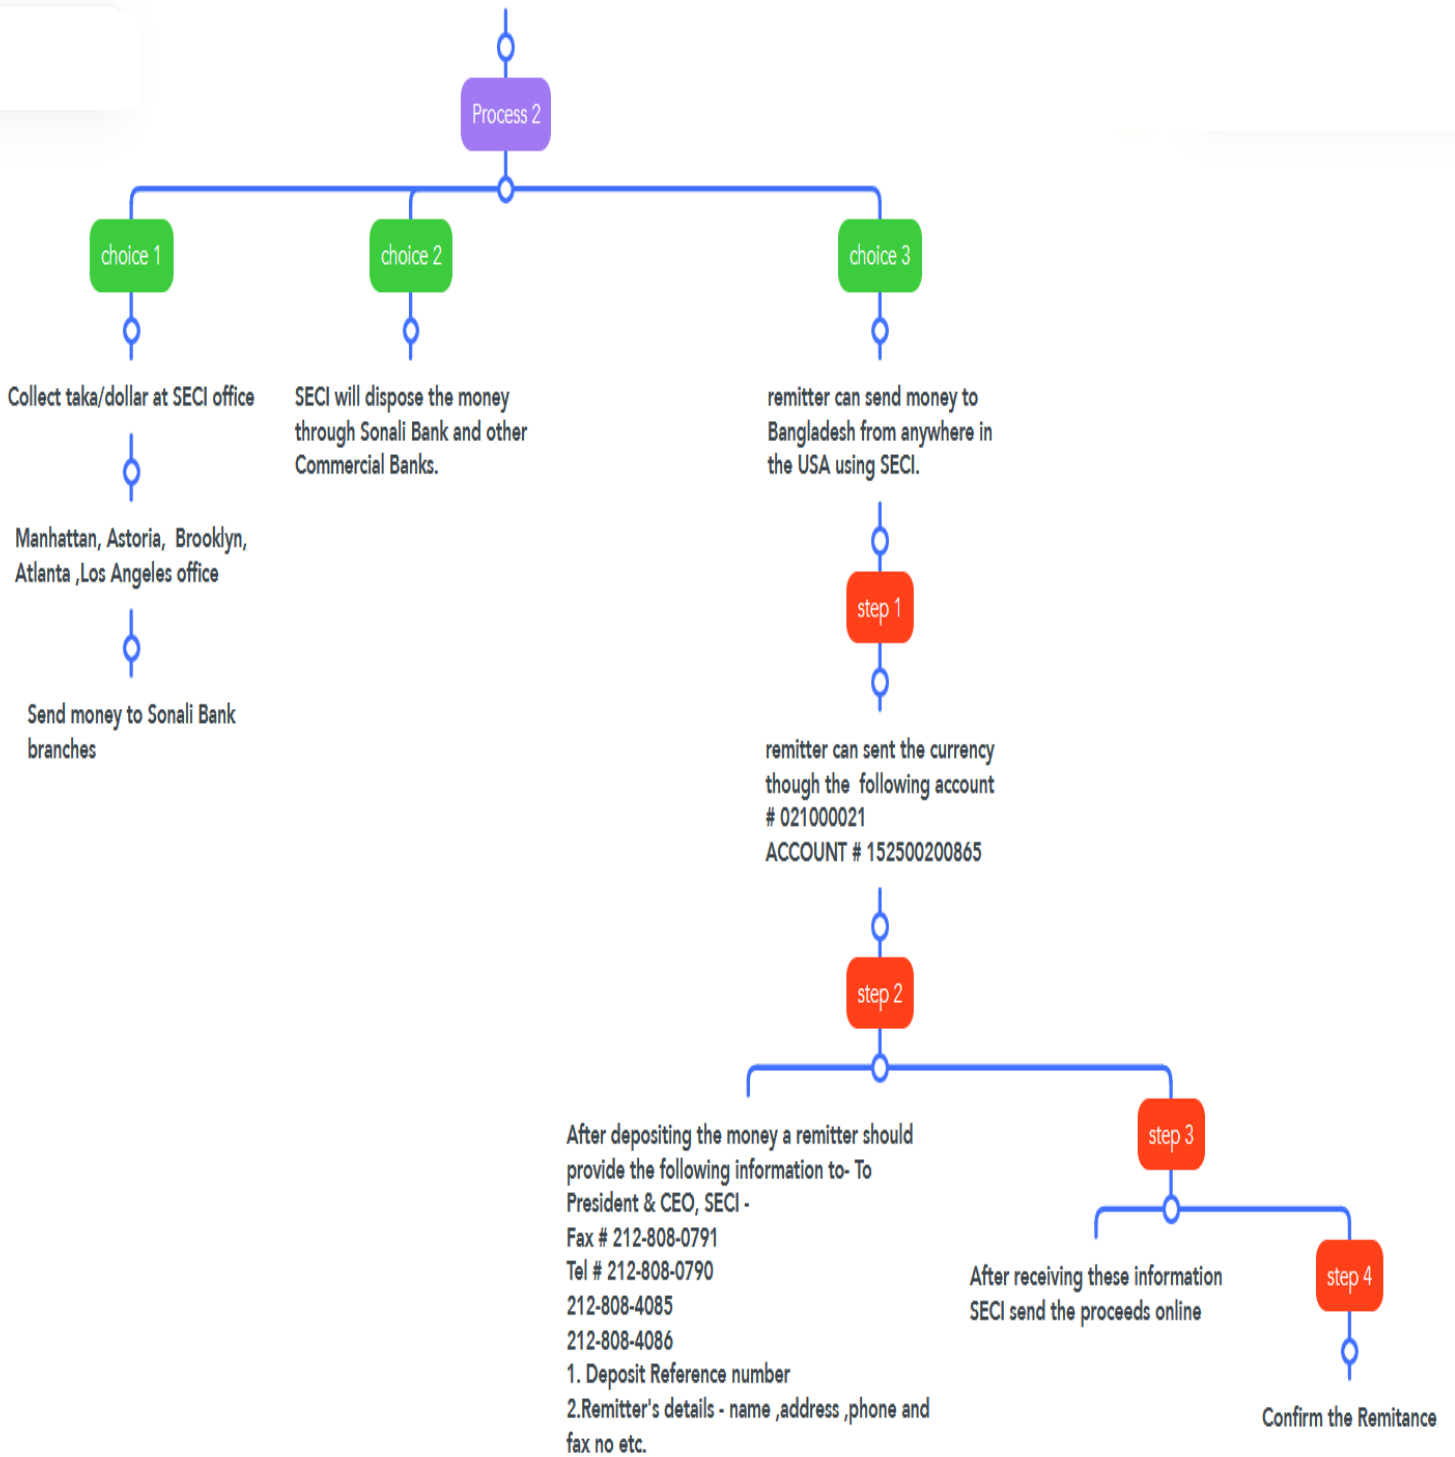 Process 2
choice 1
choice 2
choice 3
Collect taka/dollar at SECI office
SECI will dispose the money
through Sonali Bank and other
Commercial Banks.
remitter can send money to
Bangladesh from anywhere in
the USA using SECI.
Manhattan, Astoria,  Brooklyn,
Atlanta ,Los Angeles office
Send money to Sonali Bank
branches
step 1
remitter can sent the currency
though the  following account
# 021000021
ACCOUNT # 152500200865
step 2
After depositing the money a remitter should
provide the following information to- To
President & CEO, SECI -
Fax # 212-808-0791
Tel # 212-808-0790
212-808-4085
212-808-4086
1. Deposit Reference number
2.Remitter's details - name ,address ,phone and
fax no etc.
step 3
After receiving these information
SECI send the proceeds online
step 4
Confirm the Remitance